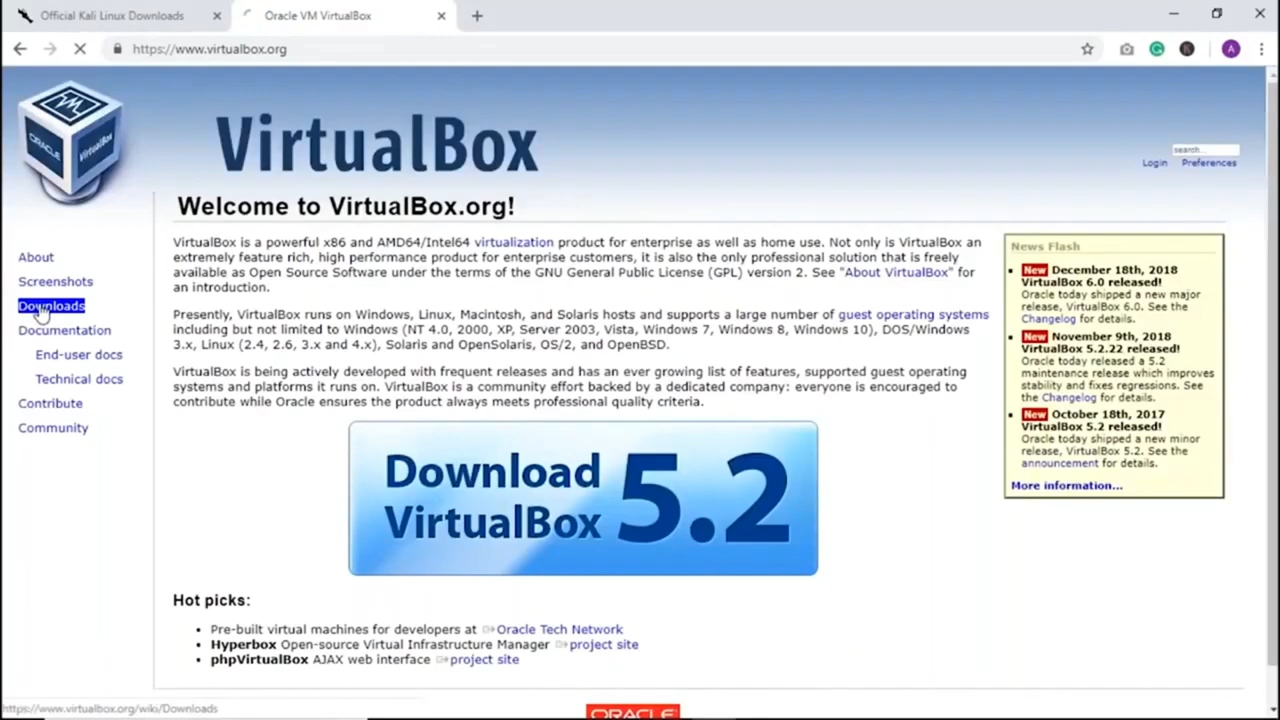 Official Kali Linux Downloads
Oracle VM VirtualBox
https://www.virtualbox.org
A
ORACLE
VirtualBox
VirtualBox
search...
Login Preferences
Welcome to VirtualBox.org!
About
Screenshots
Downloads
Documentation
End-user docs
Technical docs
Contribute
Community
VirtualBox is a powerful x86 and AMD64/Intel64 virtualization product for enterprise as well as home use. Not only is VirtualBox an
extremely feature rich, high performance product for enterprise customers, it is also the only professional solution that is freely
available as Open Source Software under the terms of the GNU General Public License (GPL) version 2. See "About VirtualBox" for
an introduction.
Presently, VirtualBox runs on Windows, Linux, Macintosh, and Solaris hosts and supports a large number of guest operating systems
including but not limited to Windows (NT 4.0, 2000, XP, Server 2003, Vista, Windows 7, Windows 8, Windows 10), DOS/Windows
3.x, Linux (2.4, 2.6, 3.x and 4.x), Solaris and OpenSolaris, OS/2, and OpenBSD.
VirtualBox is being actively developed with frequent releases and has an ever growing list of features, supported guest operating
systems and platforms it runs on. VirtualBox is a community effort backed by a dedicated company: everyone is encouraged to
contribute while Oracle ensures the product always meets professional quality criteria.
Download
VirtualBox 5.2
Hot picks:
• Pre-built virtual machines for developers at Oracle Tech Network
• Hyperbox Open-source Virtual Infrastructure Manager project site
• phpVirtualBox AJAX web interface project site
News Flash
• New December 18th, 2018
VirtualBox 6.0 released!
Oracle today shipped a new major
release, VirtualBox 6.0. See the
Changelog for details.
• New November 9th, 2018
VirtualBox 5.2.22 released!
Oracle today released a 5.2
maintenance release which improves
stability and fixes regressions. See
the Changelog for details.
• New October 18th, 2017
VirtualBox 5.2 released!
Oracle today shipped a new minor
release, VirtualBox 5.2. See the
announcement for details.
More information...
https://www.virtualbox.org/wiki/Downloads
ORACLE